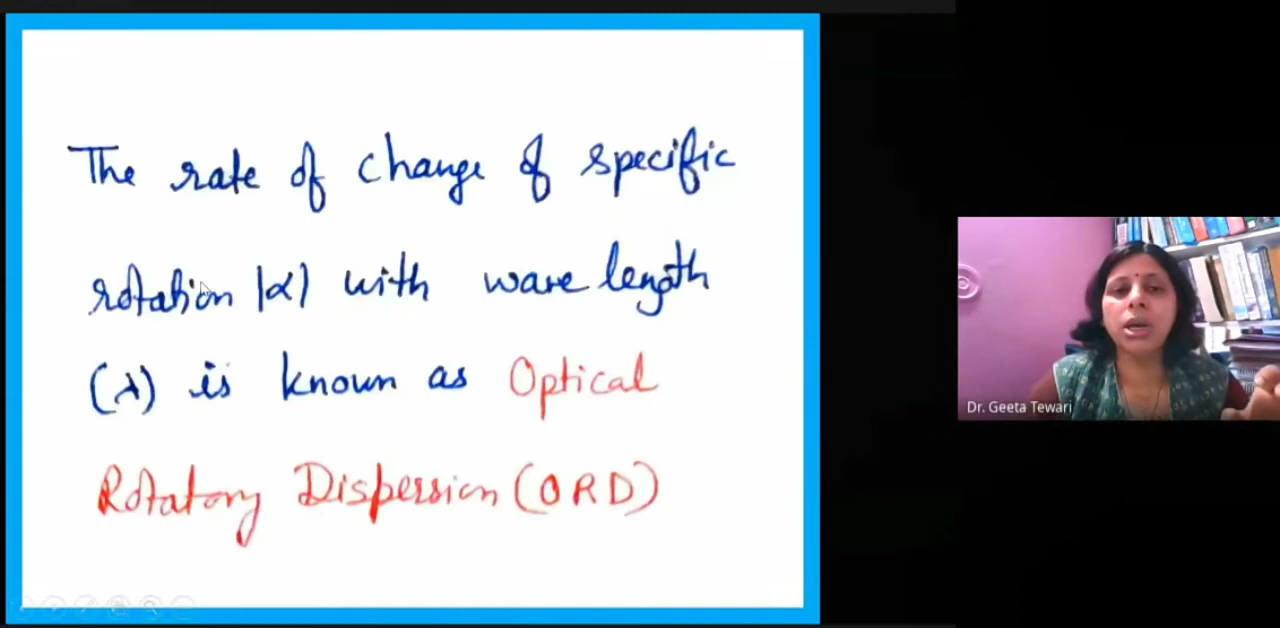 The rate of change of specific
rotation |α| with wave length
(λ) is known as Optical
Rotatory Dispersion (ORD)
Dr. Geeta Tewari